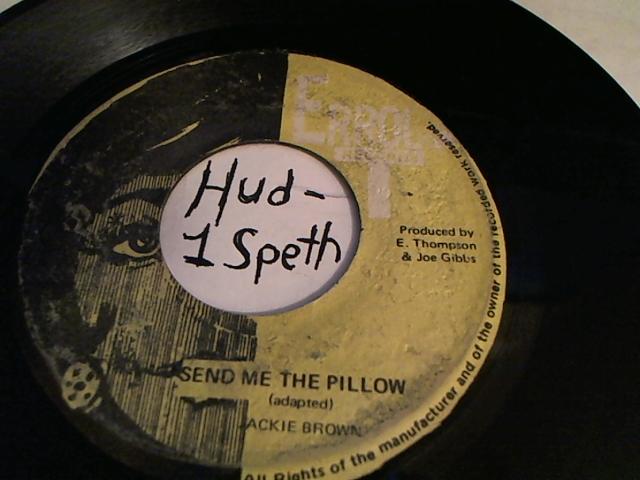 ERROL
T
Hud-
1 Speth
Produced by
E. Thompson
& Joe Gibbs
SEND ME THE PILLOW
(adapted)
ACKIE BROWN
All Rights of the manufacturer and of the owner of the recorded work reserved.